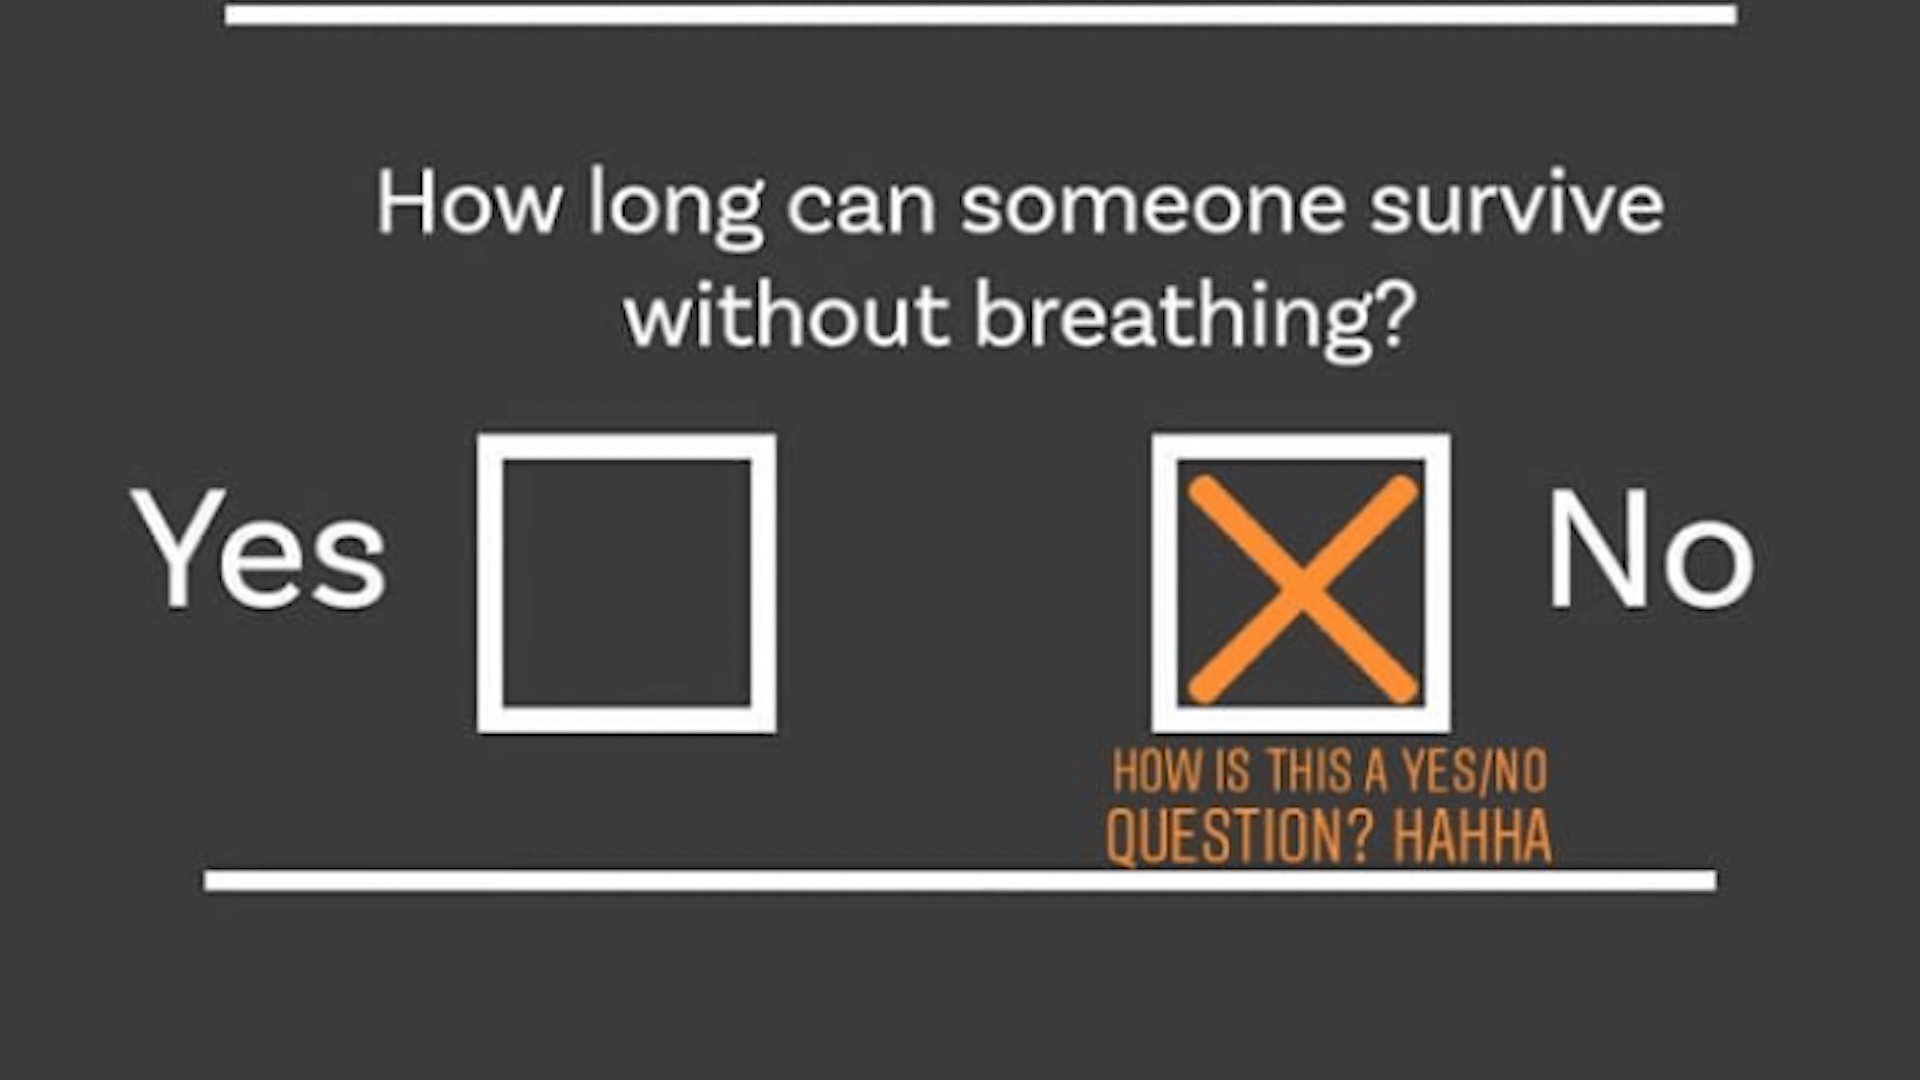 How long can someone survive
without breathing?
Yes
No
HOW IS THIS A YES/NO
QUESTION? HAHHA